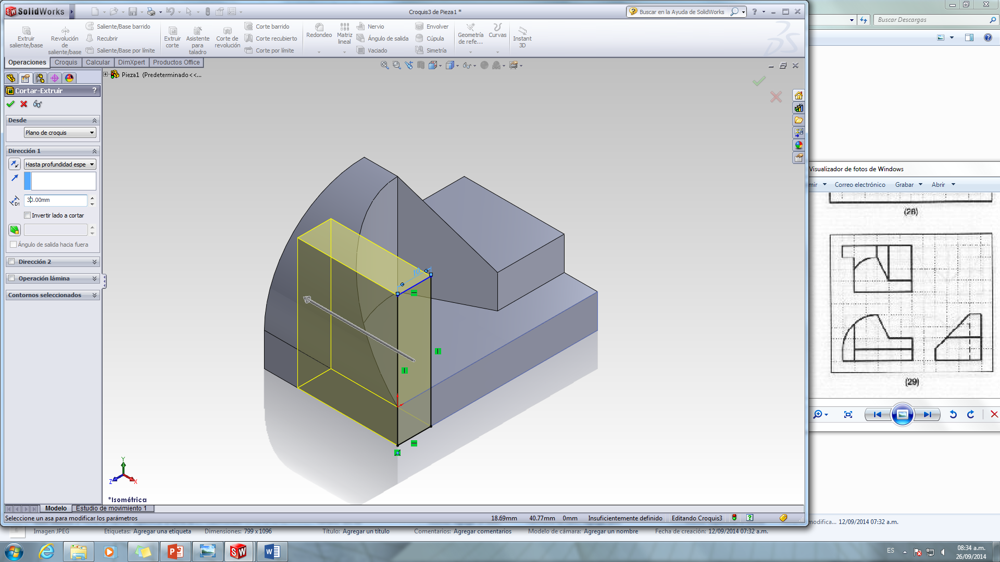 SolidWorks
Croquis3 de Pieza1 *
Buscar en la Ayuda de SolidWorks
?
Buscar Descargas
Extruir
saliente/base
Revolución
de
saliente/base
Saliente/Base barrido
Recubrir
Saliente/Base por límite
Extruir
corte
Asistente
para
taladro
Corte de
revolución
Corte barrido
Corte recubierto
Corte por límite
Redondeo
Matriz
lineal
Nervio
Ángulo de salida
Vaciado
Envolver
Cúpula
Simetría
Geometría
de refe...
Curvas
Instant
3D
Operaciones
Croquis
Calcular
DimXpert
Productos Office
Pieza1 (Predeterminado<<...
Cortar-Extruir
?
Desde
Plano de croquis
Dirección 1
Hasta profundidad espe
D1
30.00mm
Invertir lado a cortar
Ángulo de salida hacia fuera
Dirección 2
Operación lámina
Contornos seleccionados
10
Y
Z
X
*Isométrica
Modelo
Estudio de movimiento 1
Seleccione un asa para modificar los parámetros
18.69mm
40.77mm
0mm
Insuficientemente definido
Editando Croquis3
Visualizador de fotos de Windows
mir
Correo electrónico
Grabar
Abrir
(28)
(29)
modifica... 12/09/2014 07:32 a.m.
Imagen JPEG
Etiquetas: Agregar una etiqueta
Dimensiones: 799 x 1096
Título: Agregar un título
Comentarios: Agregar comentarios
Modelo de cámara: Agregar un nombre
Fecha de creación: 12/09/2014 07:32 a.m.
ES
08:34 a.m.
26/09/2014